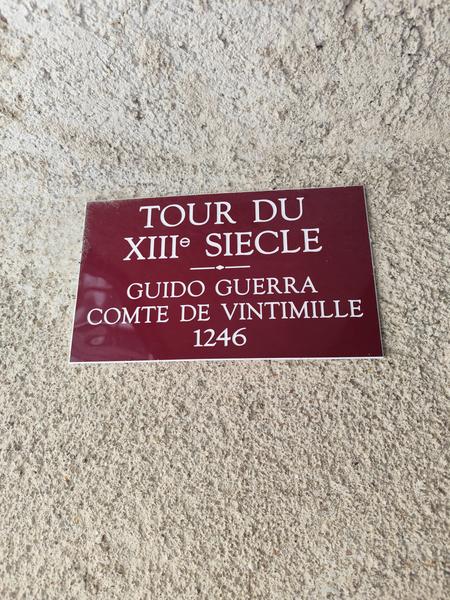 TOUR DU
XIIIe SIECLE
GUIDO GUERRA
COMTE DE VINTIMILLE
1246